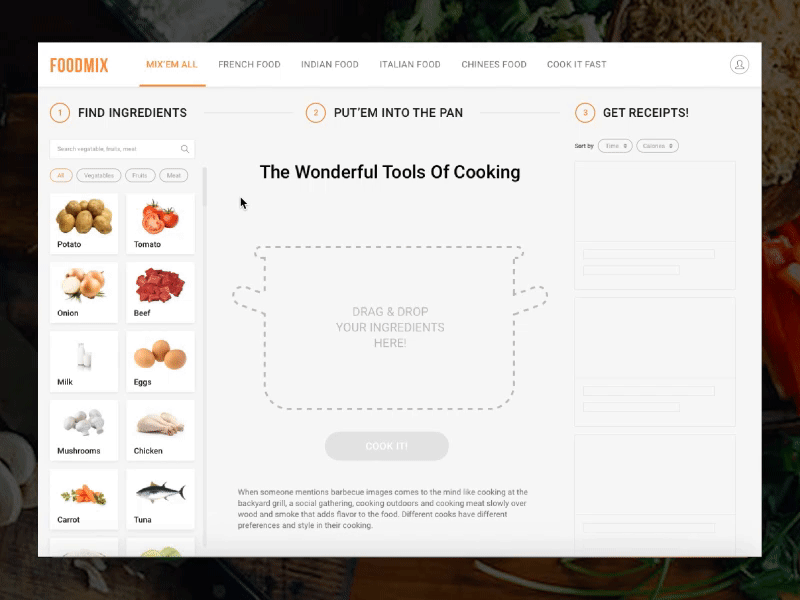 FOODMIX
MIX'EM ALL
FRENCH FOOD
INDIAN FOOD
ITALIAN FOOD
CHINEES FOOD
COOK IT FAST
1 FIND INGREDIENTS
2 PUT'EM INTO THE PAN
3 GET RECEIPTS!
Search vegatable, fruits, meat
All
Vegatables
Fruits
Meat
Sort by
Time
Calories
The Wonderful Tools Of Cooking
Potato
Tomato
Onion
Beef
Milk
Eggs
Mushrooms
Chicken
Carrot
Tuna
DRAG & DROP
YOUR INGREDIENTS
HERE!
COOK IT!
When someone mentions barbecue images comes to the mind like cooking at the
backyard grill, a social gathering, cooking outdoors and cooking meat slowly over
wood and smoke that adds flavor to the food. Different cooks have different
preferences and style in their cooking.